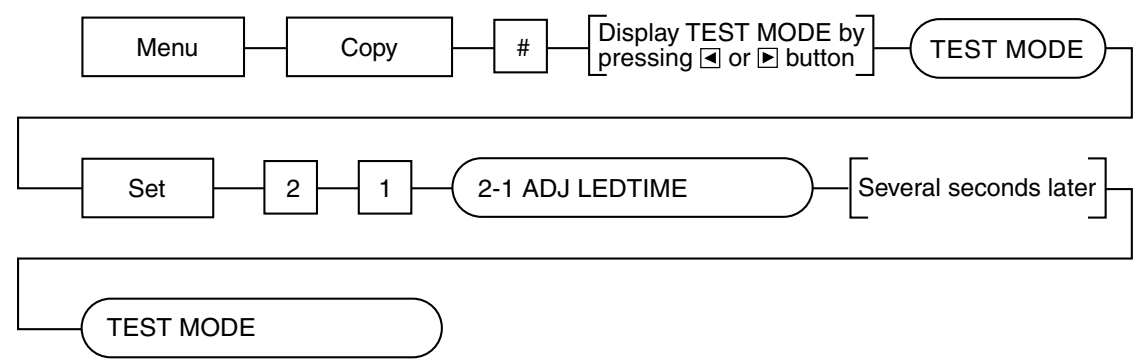 Menu
Copy
#
Display TEST MODE by
pressing ◀ or ▶ button
TEST MODE
Set
2
1
2-1 ADJ LEDTIME
Several seconds later
TEST MODE